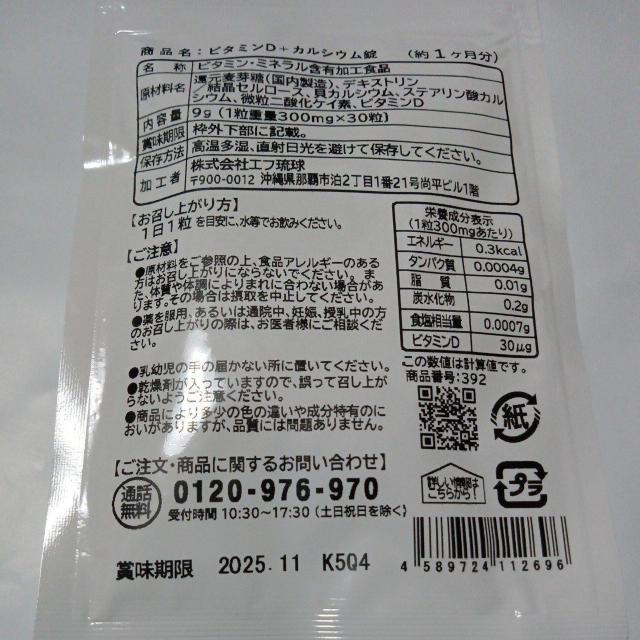 商品名:ビタミンD+カルシウム錠 (約1ヶ月分)
名称 ビタミン・ミネラル含有加工食品
原材料名 還元麦芽糖(国内製造)、デキストリン
/結晶セルロース、貝カルシウム、ステアリン酸カル
シウム、微粒二酸化ケイ素、ビタミンD
内容量 9g(1粒重量300mg×30粒)
賞味期限 枠外下部に記載。
保存方法 高温多湿、直射日光を避けて保存してください。
加工者 株式会社エフ琉球
〒900-0012 沖縄県那覇市泊2丁目1番21号尚平ビル1階
【お召し上がり方】
1日1粒を目安に、水等でお飲みください。
【ご注意】
●原材料をご参照の上、食品アレルギーのある
方はお召し上がりにならないでください。ま
た、体質や体調によりまれに合わない場合があ
ります。その場合は摂取を中止してください。
●薬を服用、あるいは通院中、妊娠、授乳中の方
のお召し上がりの際は、お医者様にご相談くだ
さい。
●乳幼児の手の届かない所に置いてください。
●乾燥剤が入っていますので、誤って召し上が
らないようご注意ください。
●商品により多少の色の違いや成分特有のに
おいがありますが、品質には問題ありません。
栄養成分表示
(1粒300mgあたり)
エネルギー 0.3kcal
タンパク質 0.0004g
脂質 0.01g
炭水化物 0.2g
食塩相当量 0.0007g
ビタミンD 30μg
この数値は計算値です。
商品番号:392
紙
【ご注文・商品に関するお問い合わせ】
通話
無料 0120-976-970
受付時間 10:30~17:30(土日祝日を除く)
詳しい情報は
こちらから!
プラ
賞味期限 2025.11 K5Q4
4 589724 112696